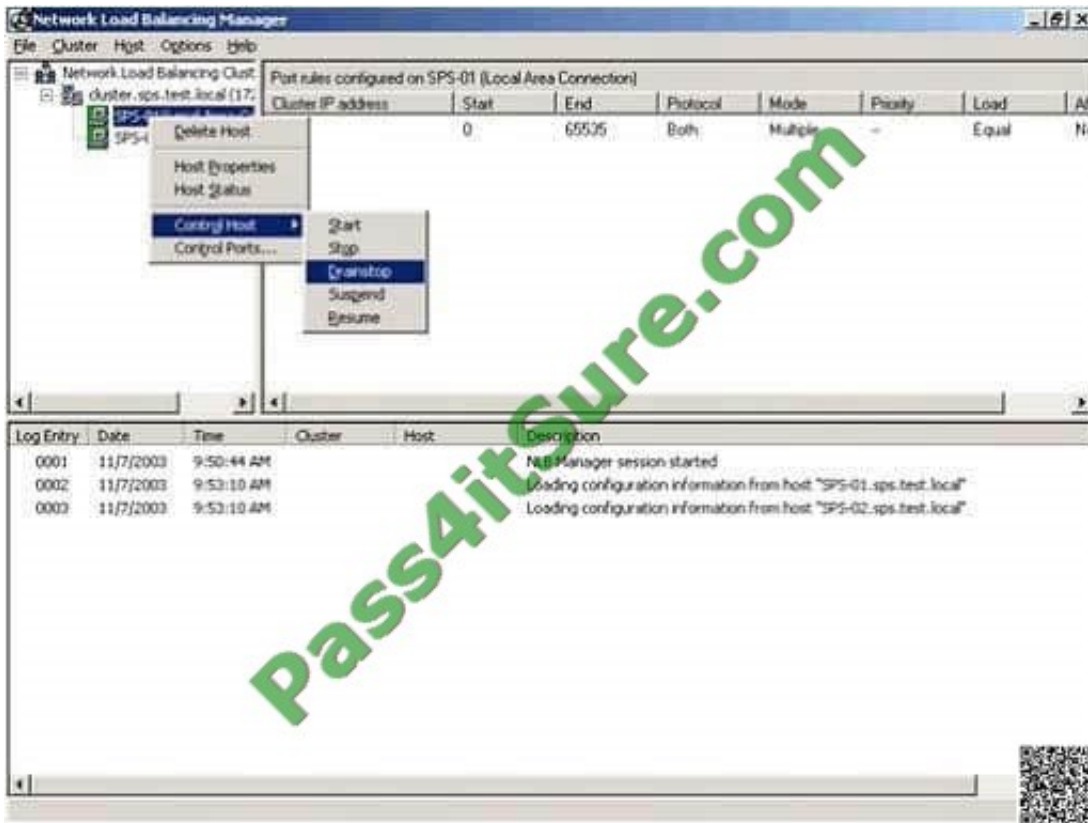 Network Load Balancing Manager
File Cluster Host Options Help
Network Load Balancing Clust
cluster.sps.test.local (17
SPS-01
SPS-0
Port rules configured on SPS-01 (Local Area Connection)
Cluster IP address Start End Protocol Mode Priority Load
0 65535 Both Multiple -- Equal
Delete Host
Host Properties
Host Status
Control Host
Control Ports...
Start
Stop
Drainstop
Suspend
Resume
Log Entry Date Time Cluster Host Description
0001 11/7/2003 9:50:44 AM NLB Manager session started
0002 11/7/2003 9:53:10 AM Loading configuration information from host "SPS-01.sps.test.local"
0003 11/7/2003 9:53:10 AM Loading configuration information from host "SPS-02.sps.test.local"
Pass4itSure.com